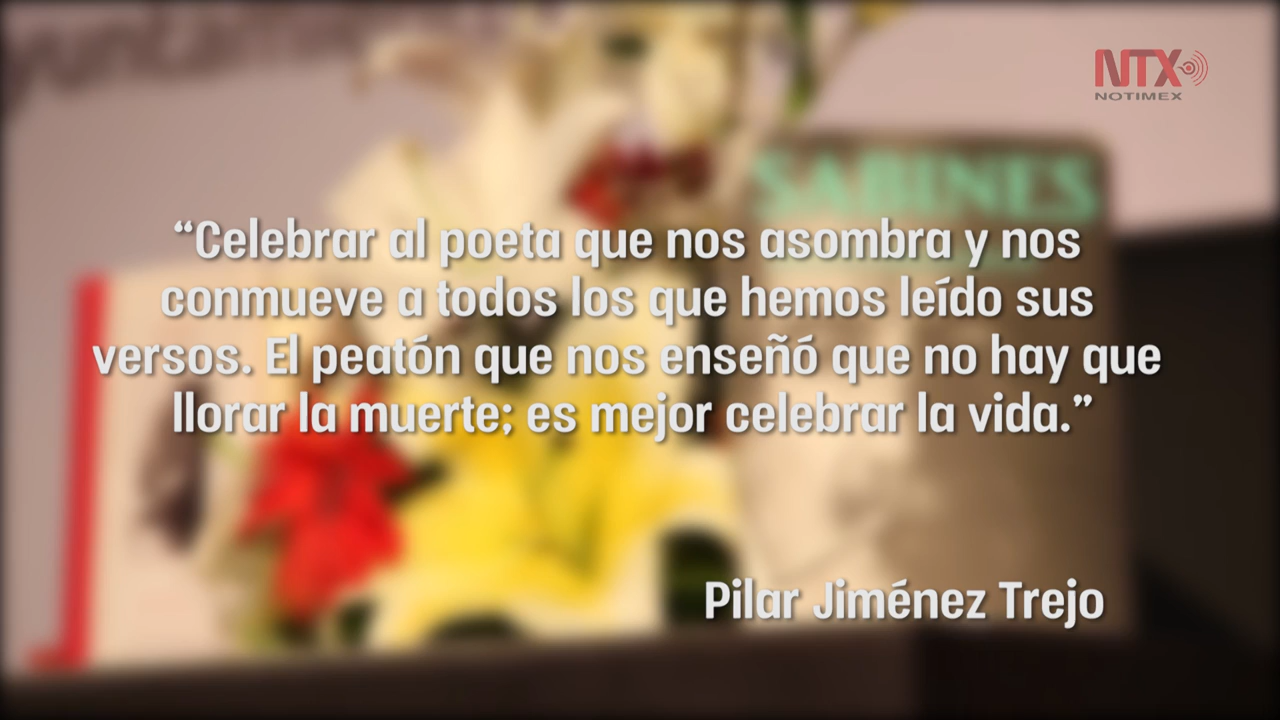 NTX
NOTIMEX
SABINES
“Celebrar al poeta que nos asombra y nos
conmueve a todos los que hemos leído sus
versos. El peatón que nos enseñó que no hay que
llorar la muerte; es mejor celebrar la vida.”
Pilar Jiménez Trejo